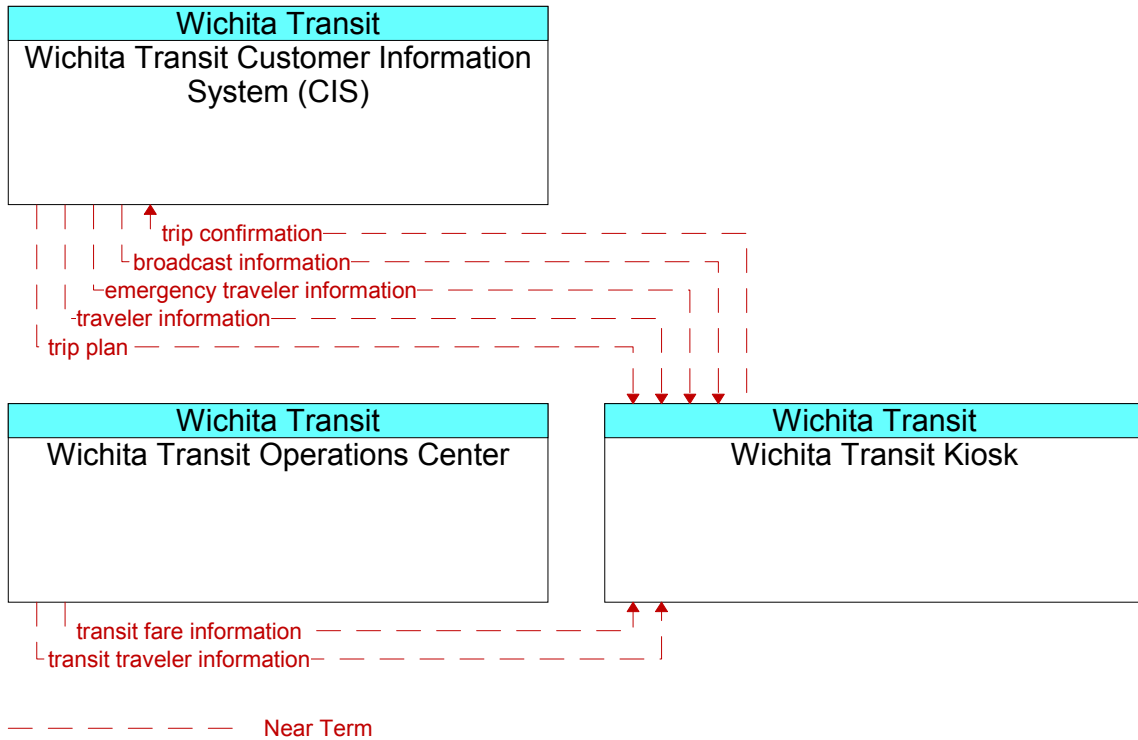 Wichita Transit
Wichita Transit Customer Information
System (CIS)
trip confirmation
broadcast information
emergency traveler information
traveler information
trip plan
Wichita Transit
Wichita Transit Operations Center
Wichita Transit
Wichita Transit Kiosk
transit fare information
transit traveler information
Near Term